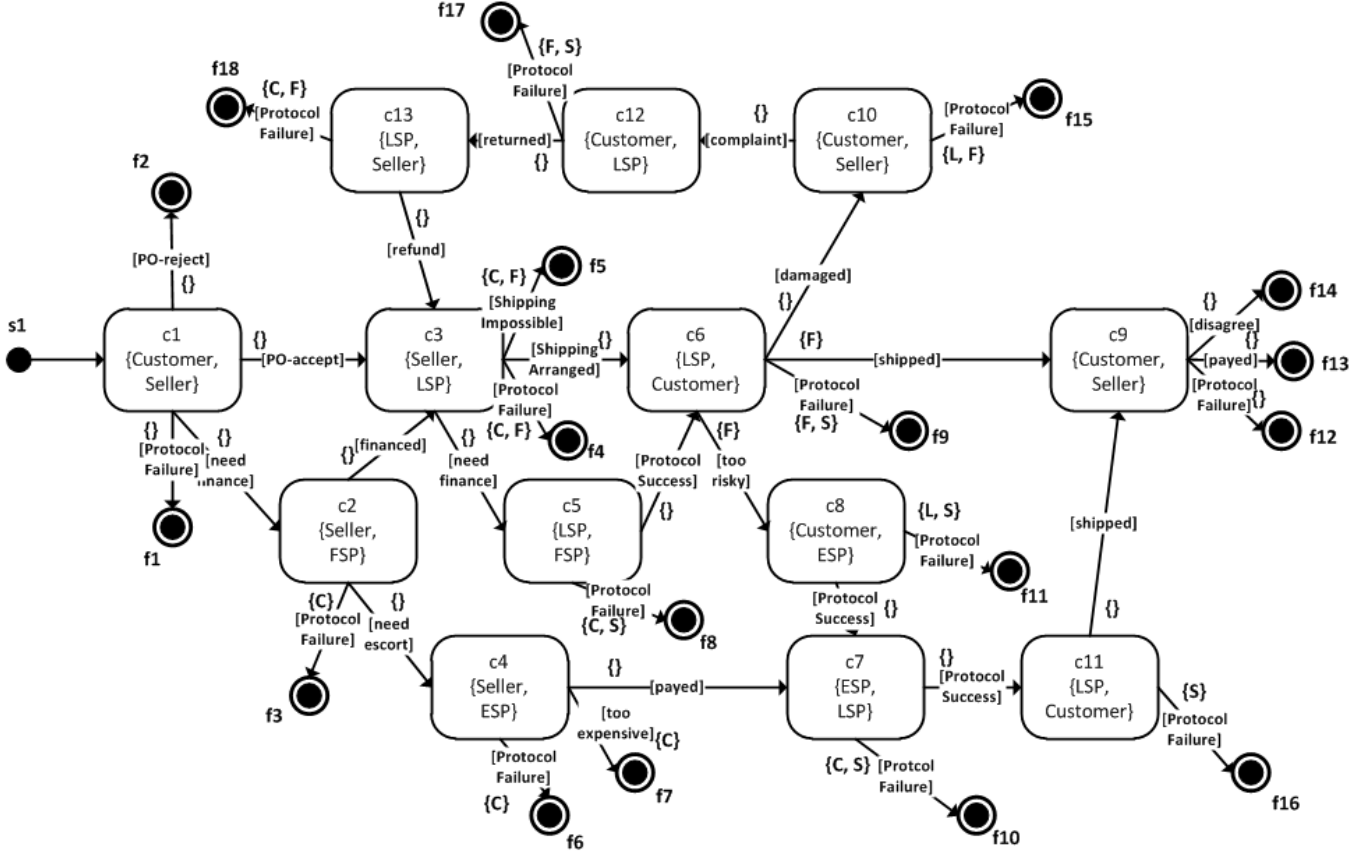 f17
{F, S}
[Protocol
Failure]
f18
{C, F}
[Protocol
Failure]
c13
{LSP,
Seller}
[returned]
{}
c12
{Customer,
LSP}
{}
[complaint]
c10
{Customer,
Seller}
[Protocol
Failure]
{L, F}
f15
f2
[PO-reject]
{}
{}
[refund]
{C, F}
f5
[Shipping
Impossible]
[damaged]
{}
s1
c1
{Customer,
Seller}
{}
[PO-accept]
c3
{Seller,
LSP}
{}
[Shipping
Arranged]
[Protocol
Failure]
{C, F}
f4
c6
{LSP,
Customer}
{F}
[shipped]
[Protocol
Failure]
{F, S}
f9
c9
{Customer,
Seller}
{}
[disagree]
f14
{}
[payed]
f13
[Protocol
Failure]
{}
f12
{}
[Protocol
Failure]
f1
{}
[need
finance]
{}
[financed]
c2
{Seller,
FSP}
{}
[need
finance]
c5
{LSP,
FSP}
[Protocol
Success]
{}
{F}
[too
risky]
c8
{Customer,
ESP}
{L, S}
[Protocol
Failure]
f11
[shipped]
{}
{C}
[Protocol
Failure]
f3
{}
[need
escort]
[Protocol
Failure]
{C, S}
f8
[Protocol
Success]
{}
c4
{Seller,
ESP}
{}
[payed]
[too
expensive]
{C}
f7
[Protocol
Failure]
{C}
f6
c7
{ESP,
LSP}
{}
[Protocol
Success]
{C, S}
[Protcol
Failure]
f10
c11
{LSP,
Customer}
{S}
[Protocol
Failure]
f16